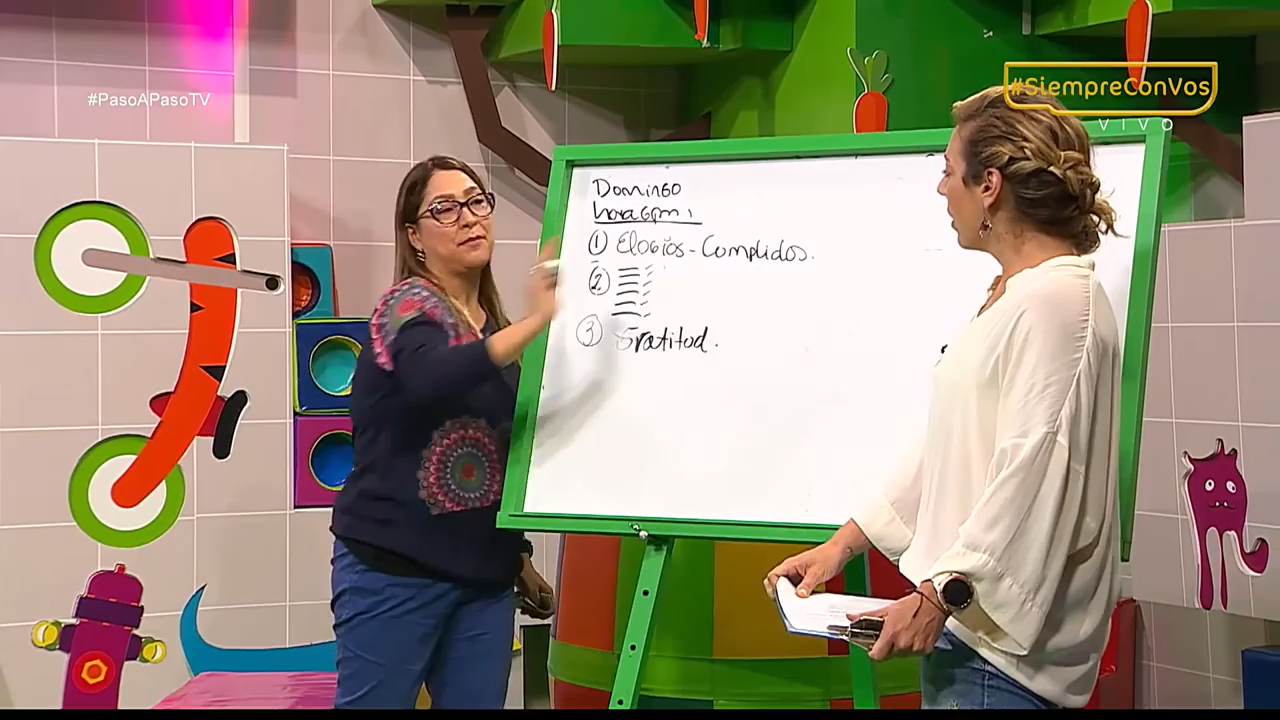 #PasoAPasoTV
#SiempreConVos
VIVO
Domingo
hora 6pm.
① Elogios - Cumplidos.
②
③ Gratitud.